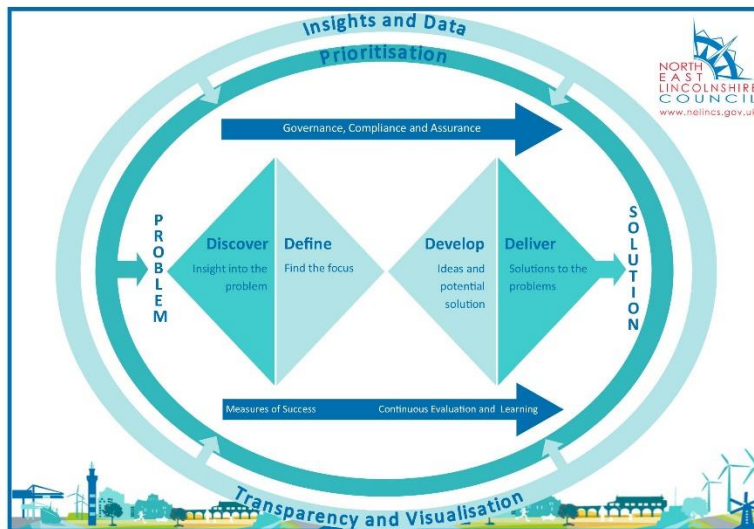 Insights and Data
Prioritisation
NORTH
EAST
LINCOLNSHIRE
COUNCIL
www.nelincs.gov.uk
Governance, Compliance and Assurance
PROBLEM
Discover
Insight into the
problem
Define
Find the focus
Develop
Ideas and
potential
solution
Deliver
Solutions to the
problems
SOLUTION
Measures of Success
Continuous Evaluation and Learning
Transparency and Visualisation